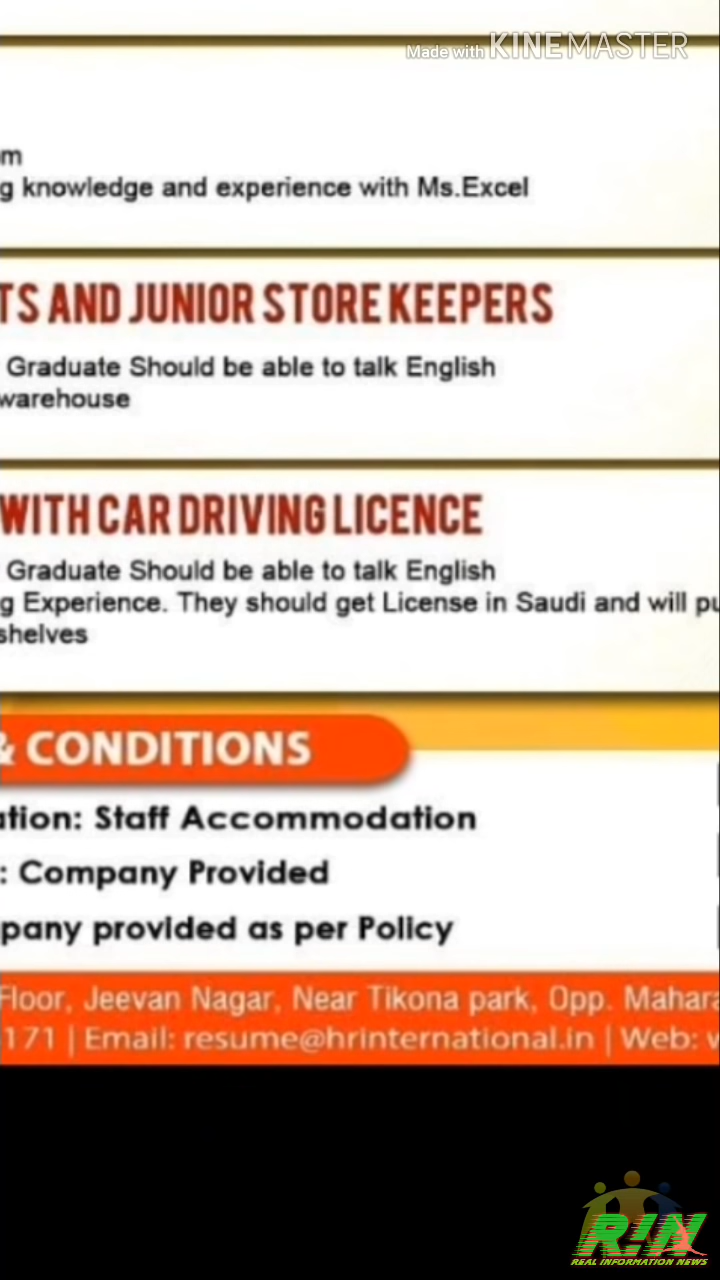 Made with KINEMASTER
m
g knowledge and experience with Ms.Excel
TS AND JUNIOR STORE KEEPERS
Graduate Should be able to talk English
warehouse
WITH CAR DRIVING LICENCE
Graduate Should be able to talk English
g Experience. They should get License in Saudi and will pu
shelves
& CONDITIONS
ation: Staff Accommodation
: Company Provided
pany provided as per Policy
Floor, Jeevan Nagar, Near Tikona park, Opp. Mahara
171 | Email: resume@hrinternational.in | Web: w
R!N
REAL INFORMATION NEWS